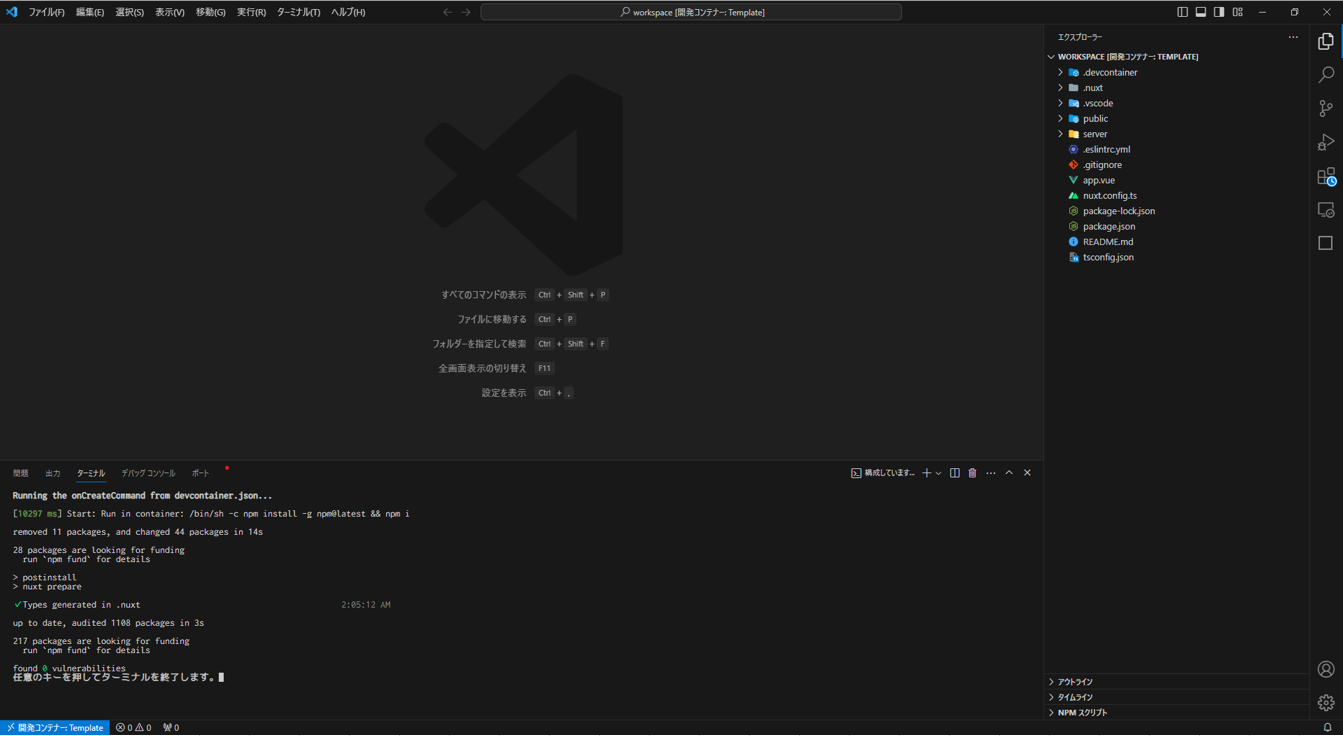 ファイル(F) 編集(E) 選択(S) 表示(V) 移動(G) 実行(R) ターミナル(T) ヘルプ(H)
workspace [開発コンテナー: Template]
すべてのコマンドの表示 Ctrl + Shift + P
ファイルに移動する Ctrl + P
フォルダーを指定して検索 Ctrl + Shift + F
全画面表示の切り替え F11
設定を表示 Ctrl + ,
問題 出力 ターミナル デバッグ コンソール ポート
構成しています...
Running the onCreateCommand from devcontainer.json...
[10297 ms] Start: Run in container: /bin/sh -c npm install -g npm@latest && npm i
removed 11 packages, and changed 44 packages in 14s
28 packages are looking for funding
run `npm fund` for details
> postinstall
> nuxt prepare
✓Types generated in .nuxt 2:05:12 AM
up to date, audited 1108 packages in 3s
217 packages are looking for funding
run `npm fund` for details
found 0 vulnerabilities
任意のキーを押してターミナルを終了します。
エクスプローラー
WORKSPACE [開発コンテナー: TEMPLATE]
.devcontainer
.nuxt
.vscode
public
server
.eslintrc.yml
.gitignore
app.vue
nuxt.config.ts
package-lock.json
package.json
README.md
tsconfig.json
アウトライン
タイムライン
NPM スクリプト
開発コンテナー: Template 0 0 0